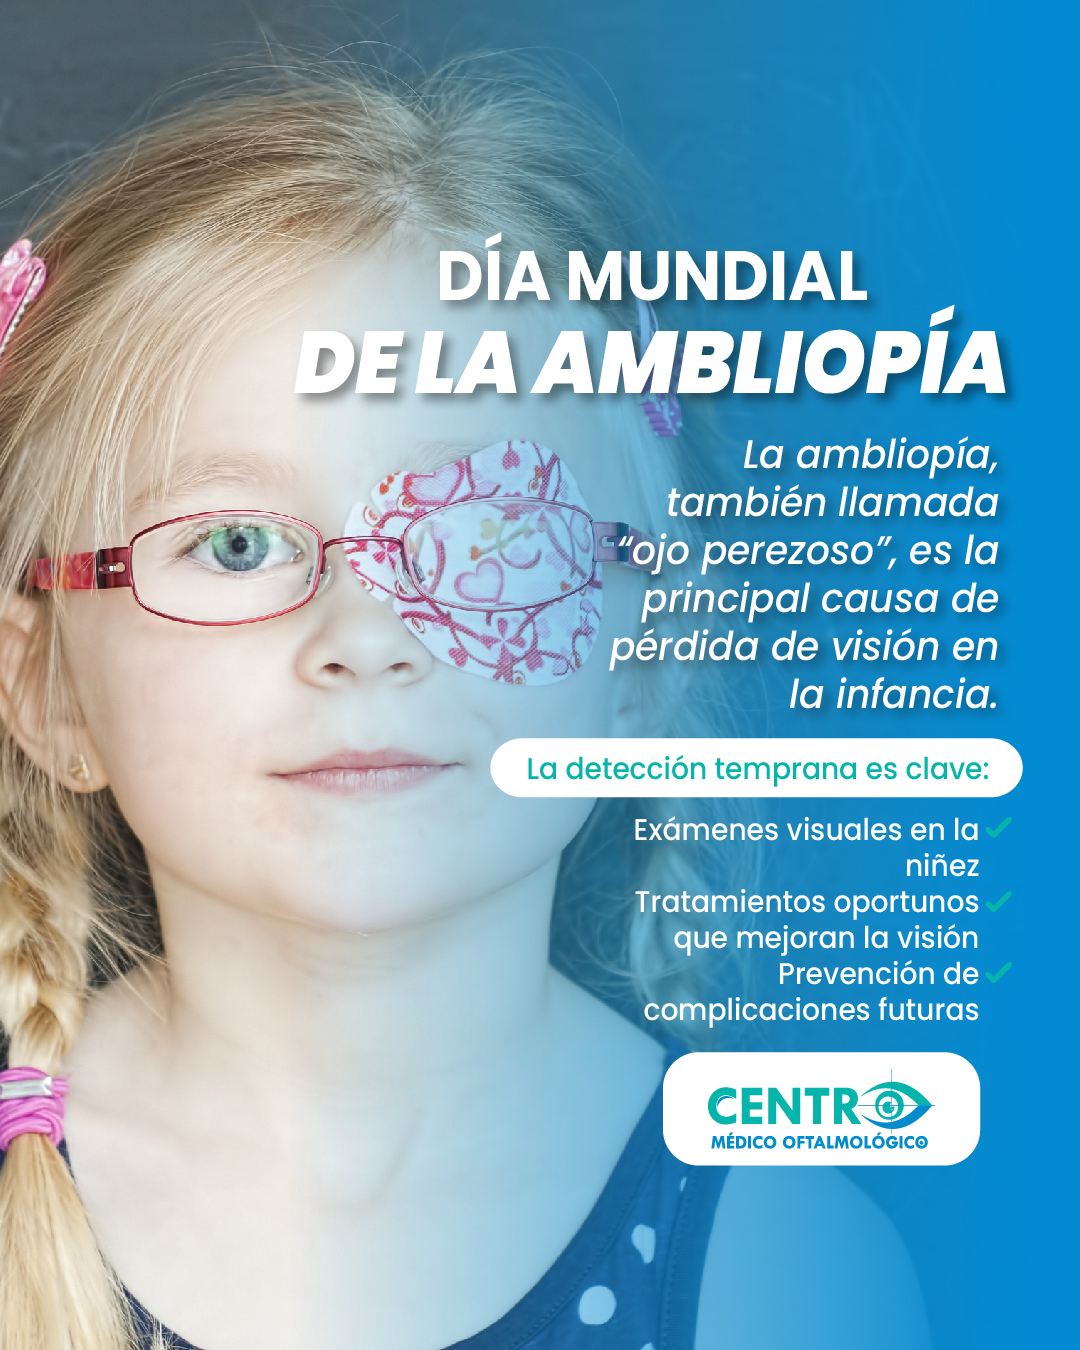 DÍA MUNDIAL
DE LA AMBLIOPÍA
La ambliopía,
también llamada
“ojo perezoso”, es la
principal causa de
pérdida de visión en
la infancia.
La detección temprana es clave:
Exámenes visuales en la
niñez
Tratamientos oportunos
que mejoran la visión
Prevención de
complicaciones futuras
CENTRO
MÉDICO OFTALMOLÓGICO